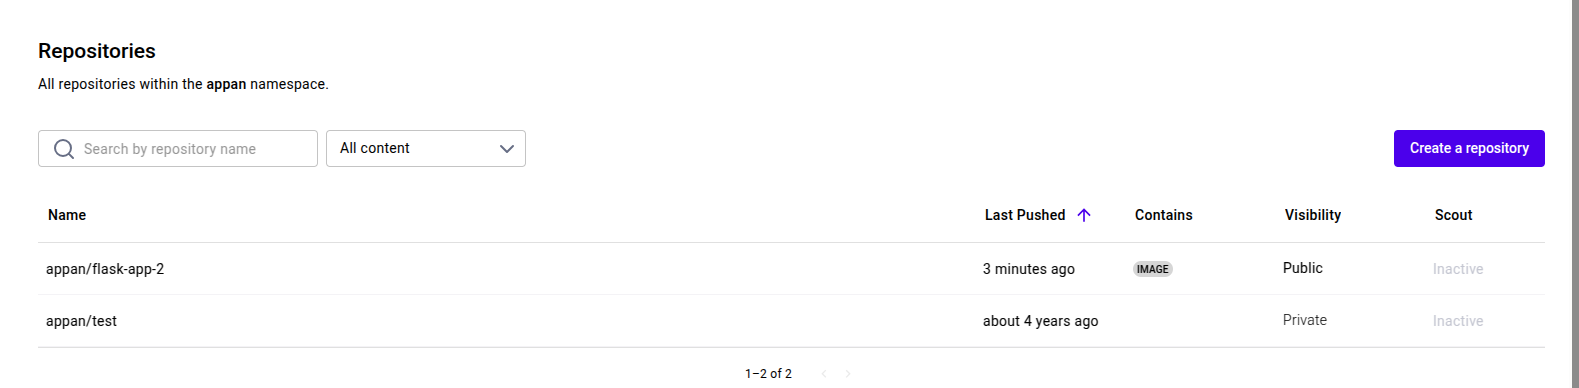 Repositories
All repositories within the appan namespace.
Search by repository name All content Create a repository
Name Last Pushed Contains Visibility Scout
appan/flask-app-2 3 minutes ago IMAGE Public Inactive
appan/test about 4 years ago Private Inactive
1–2 of 2